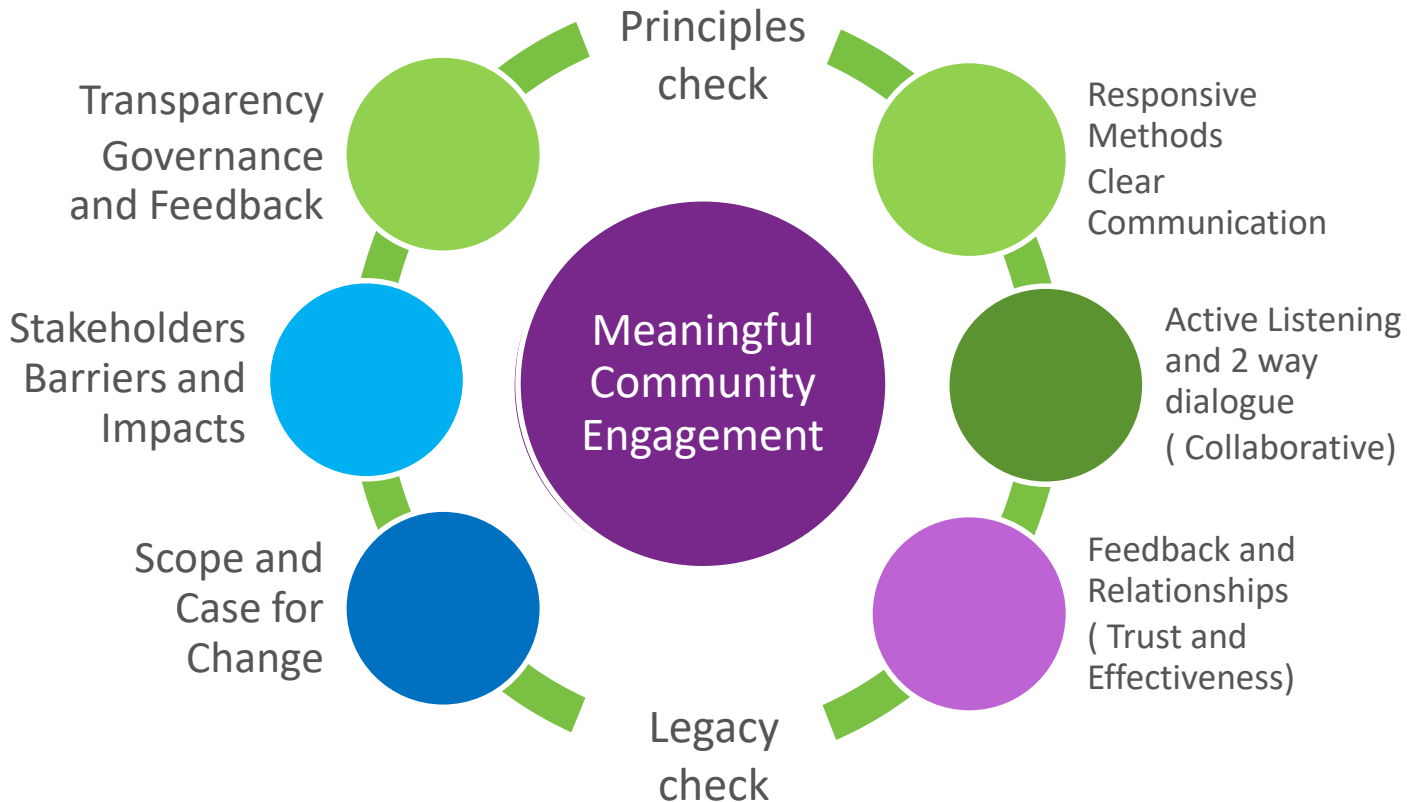 Principles
check
Transparency
Governance
and Feedback
Responsive
Methods
Clear
Communication
Stakeholders
Barriers and
Impacts
Meaningful
Community
Engagement
Active Listening
and 2 way
dialogue
( Collaborative)
Scope and
Case for
Change
Feedback and
Relationships
( Trust and
Effectiveness)
Legacy
check